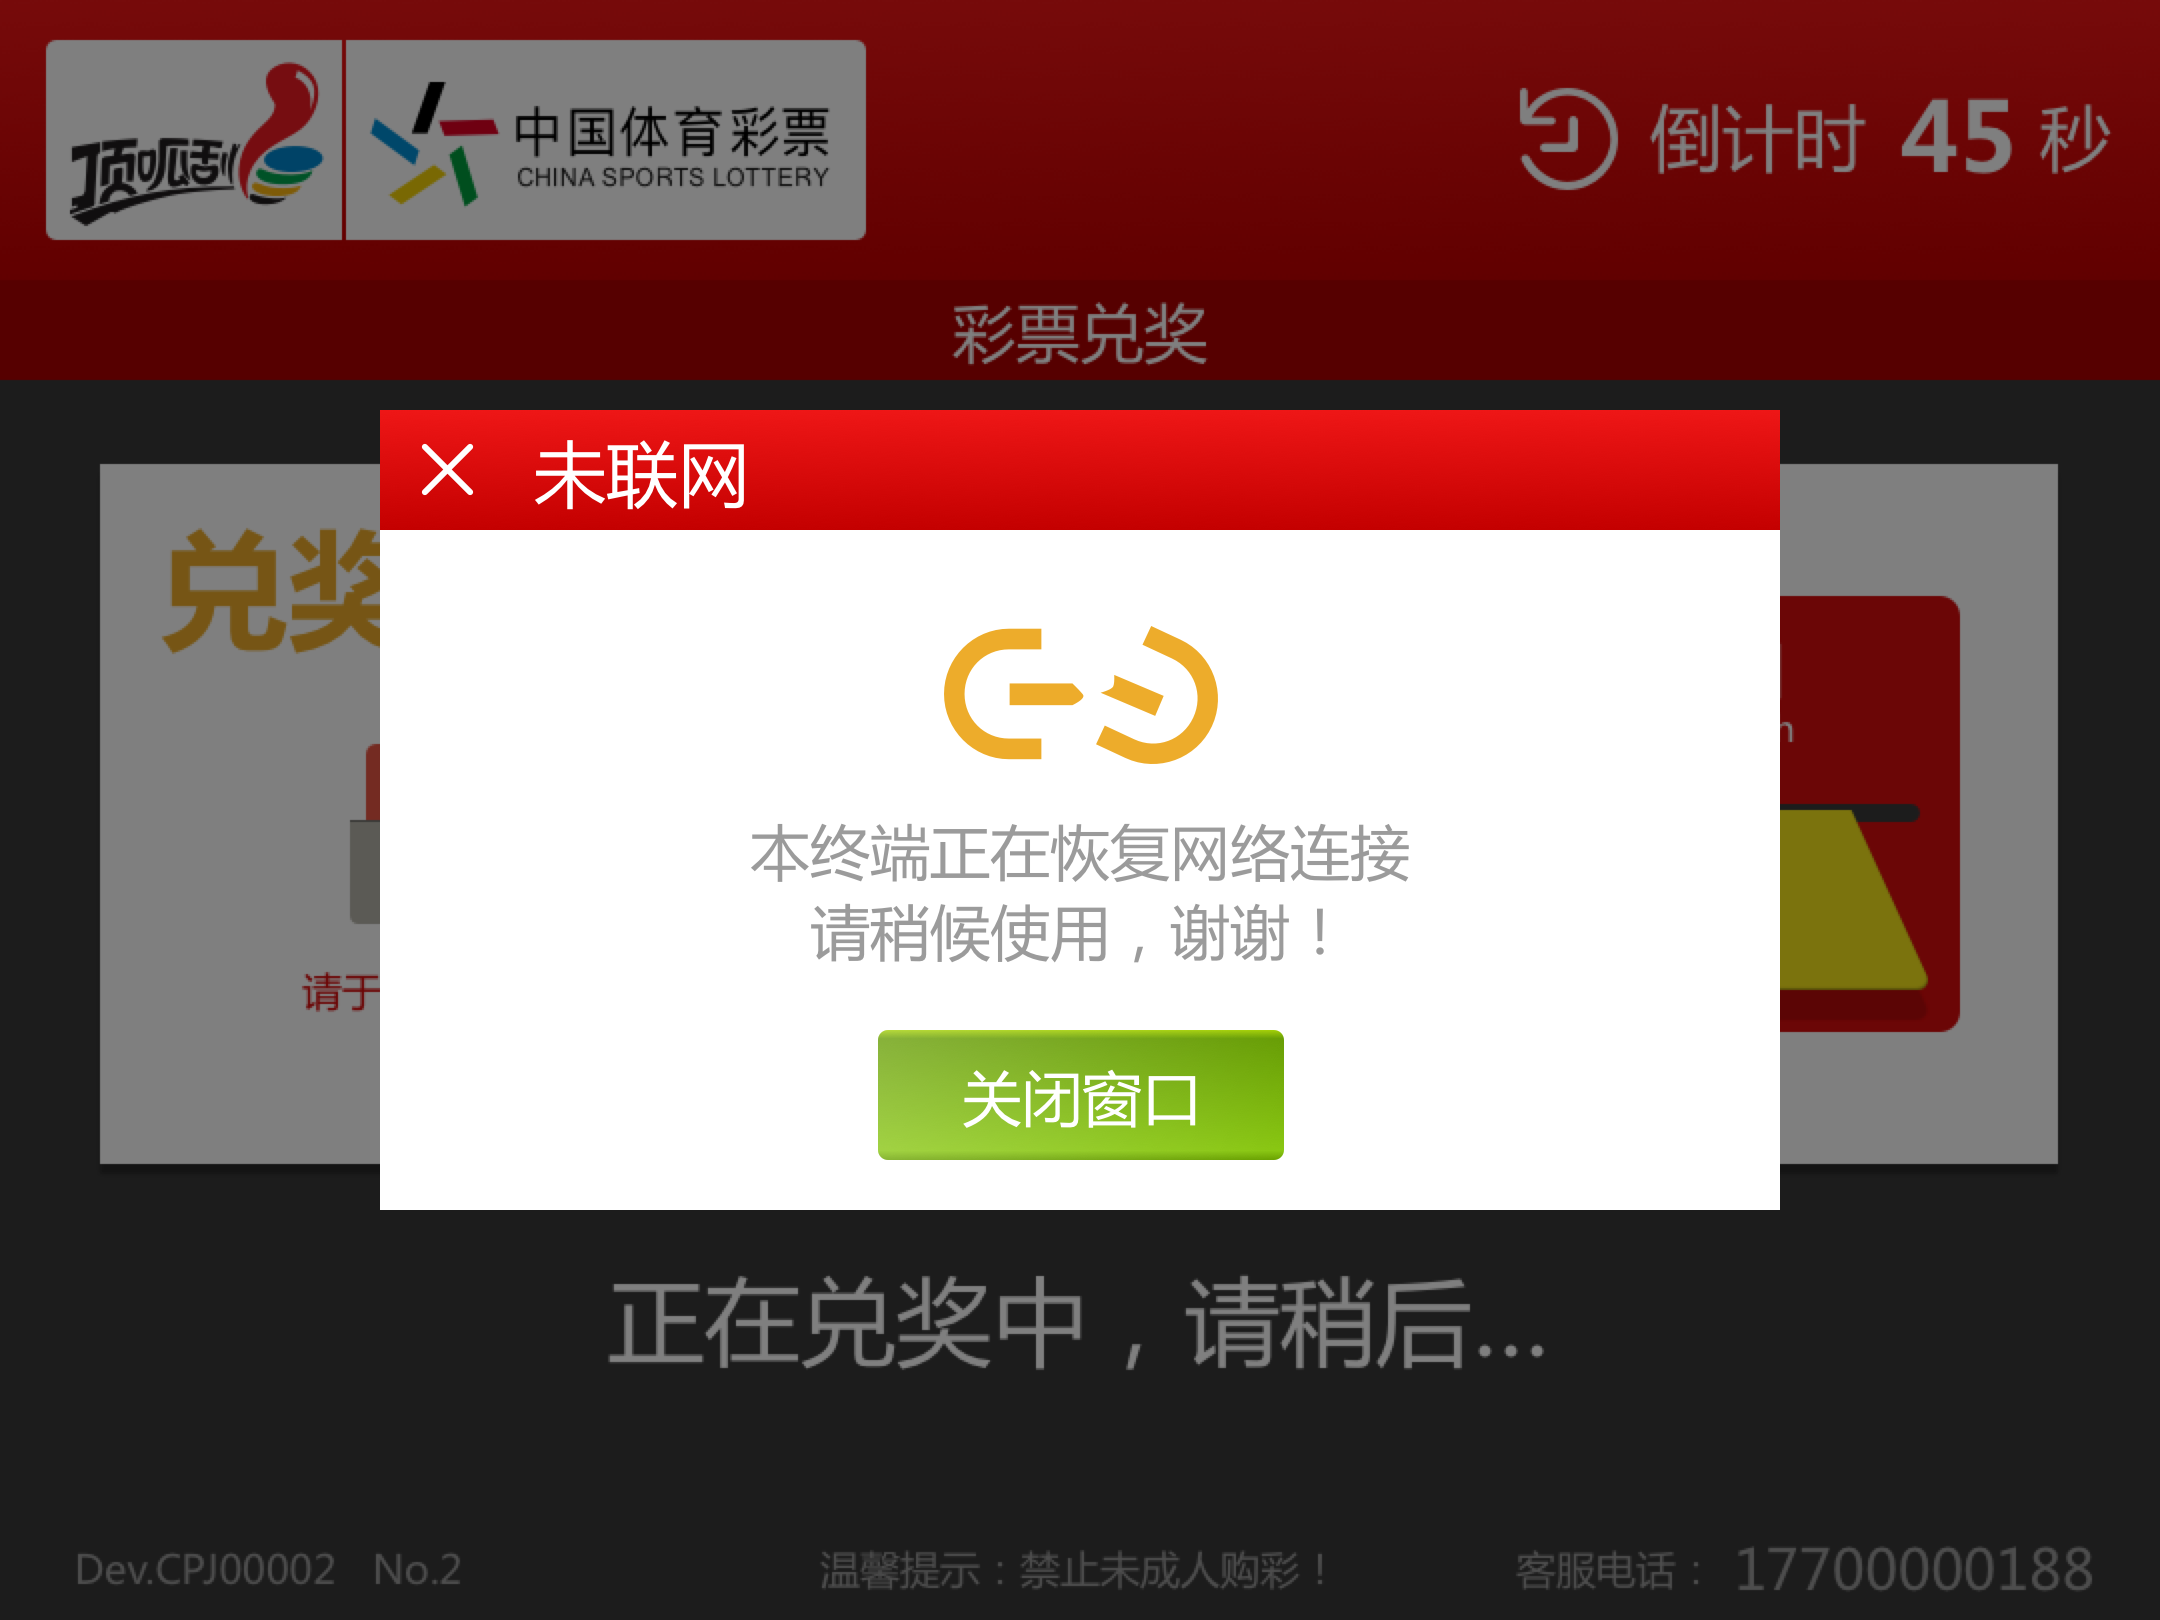 顶呱刮
中国体育彩票
CHINA SPORTS LOTTERY
倒计时 45 秒
彩票兑奖
未联网
兑奖
本终端正在恢复网络连接
请稍候使用，谢谢！
请于
关闭窗口
正在兑奖中，请稍后...
Dev.CPJ00002 No.2
温馨提示：禁止未成人购彩！
客服电话： 17700000188